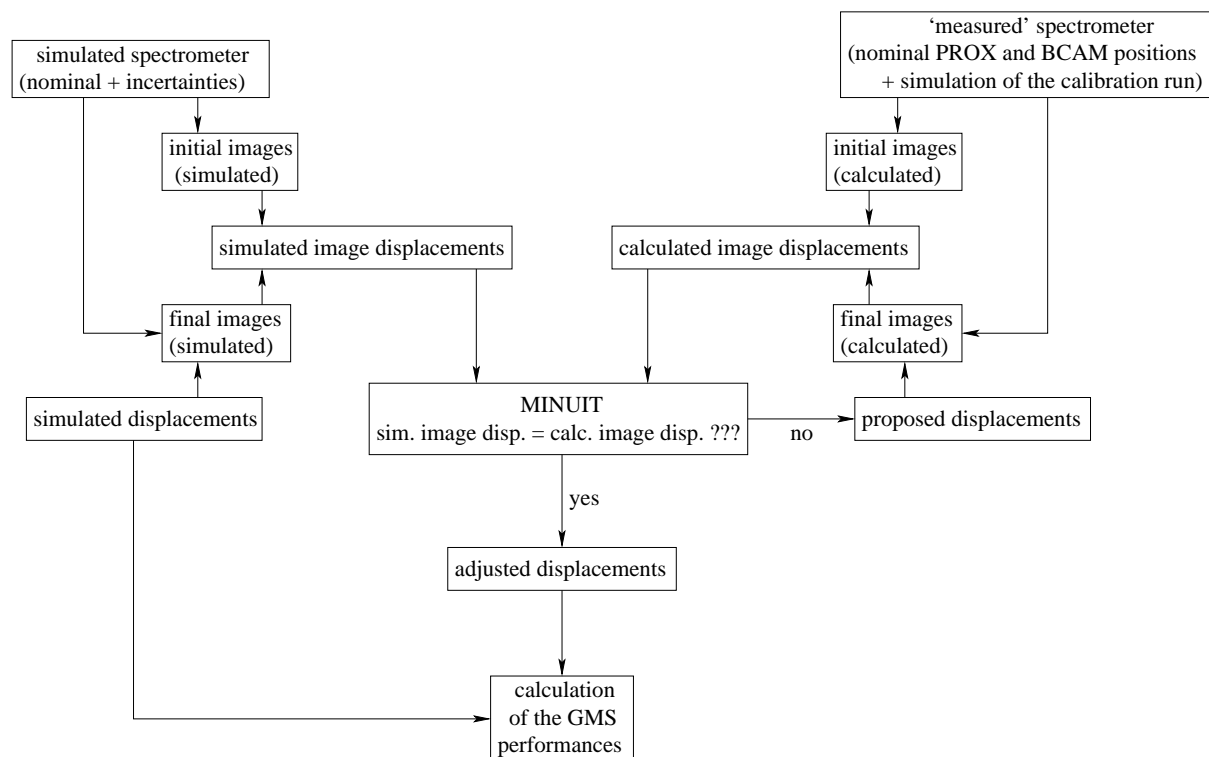 simulated spectrometer
(nominal + incertainties)
‘measured’ spectrometer
(nominal PROX and BCAM positions
+ simulation of the calibration run)
initial images
(simulated)
initial images
(calculated)
simulated image displacements
calculated image displacements
final images
(simulated)
final images
(calculated)
simulated displacements
MINUIT
sim. image disp. = calc. image disp. ???
no
proposed displacements
yes
adjusted displacements
calculation
of the GMS
performances